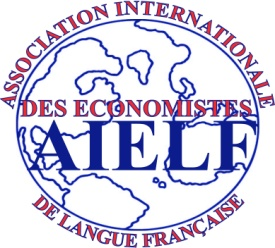 ASSOCIATION INTERNATIONALE
DES ECONOMISTES
AIELF
DE LANGUE FRANÇAISE